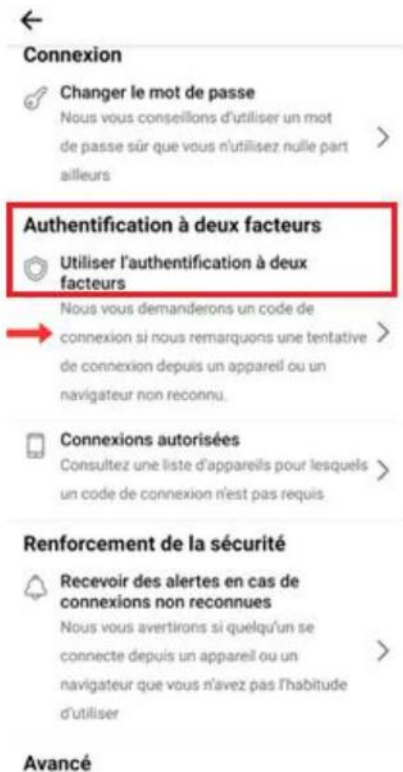 Connexion
Changer le mot de passe
Nous vous conseillons d'utiliser un mot
de passe sûr que vous n'utilisez nulle part
ailleurs
Authentification à deux facteurs
Utiliser l'authentification à deux
facteurs
Nous vous demanderons un code de
connexion si nous remarquons une tentative
de connexion depuis un appareil ou un
navigateur non reconnu.
Connexions autorisées
Consultez une liste d'appareils pour lesquels
un code de connexion n'est pas requis
Renforcement de la sécurité
Recevoir des alertes en cas de
connexions non reconnues
Nous vous avertirons si quelqu'un se
connecte depuis un appareil ou un
navigateur que vous n'avez pas l'habitude
d'utiliser
Avancé